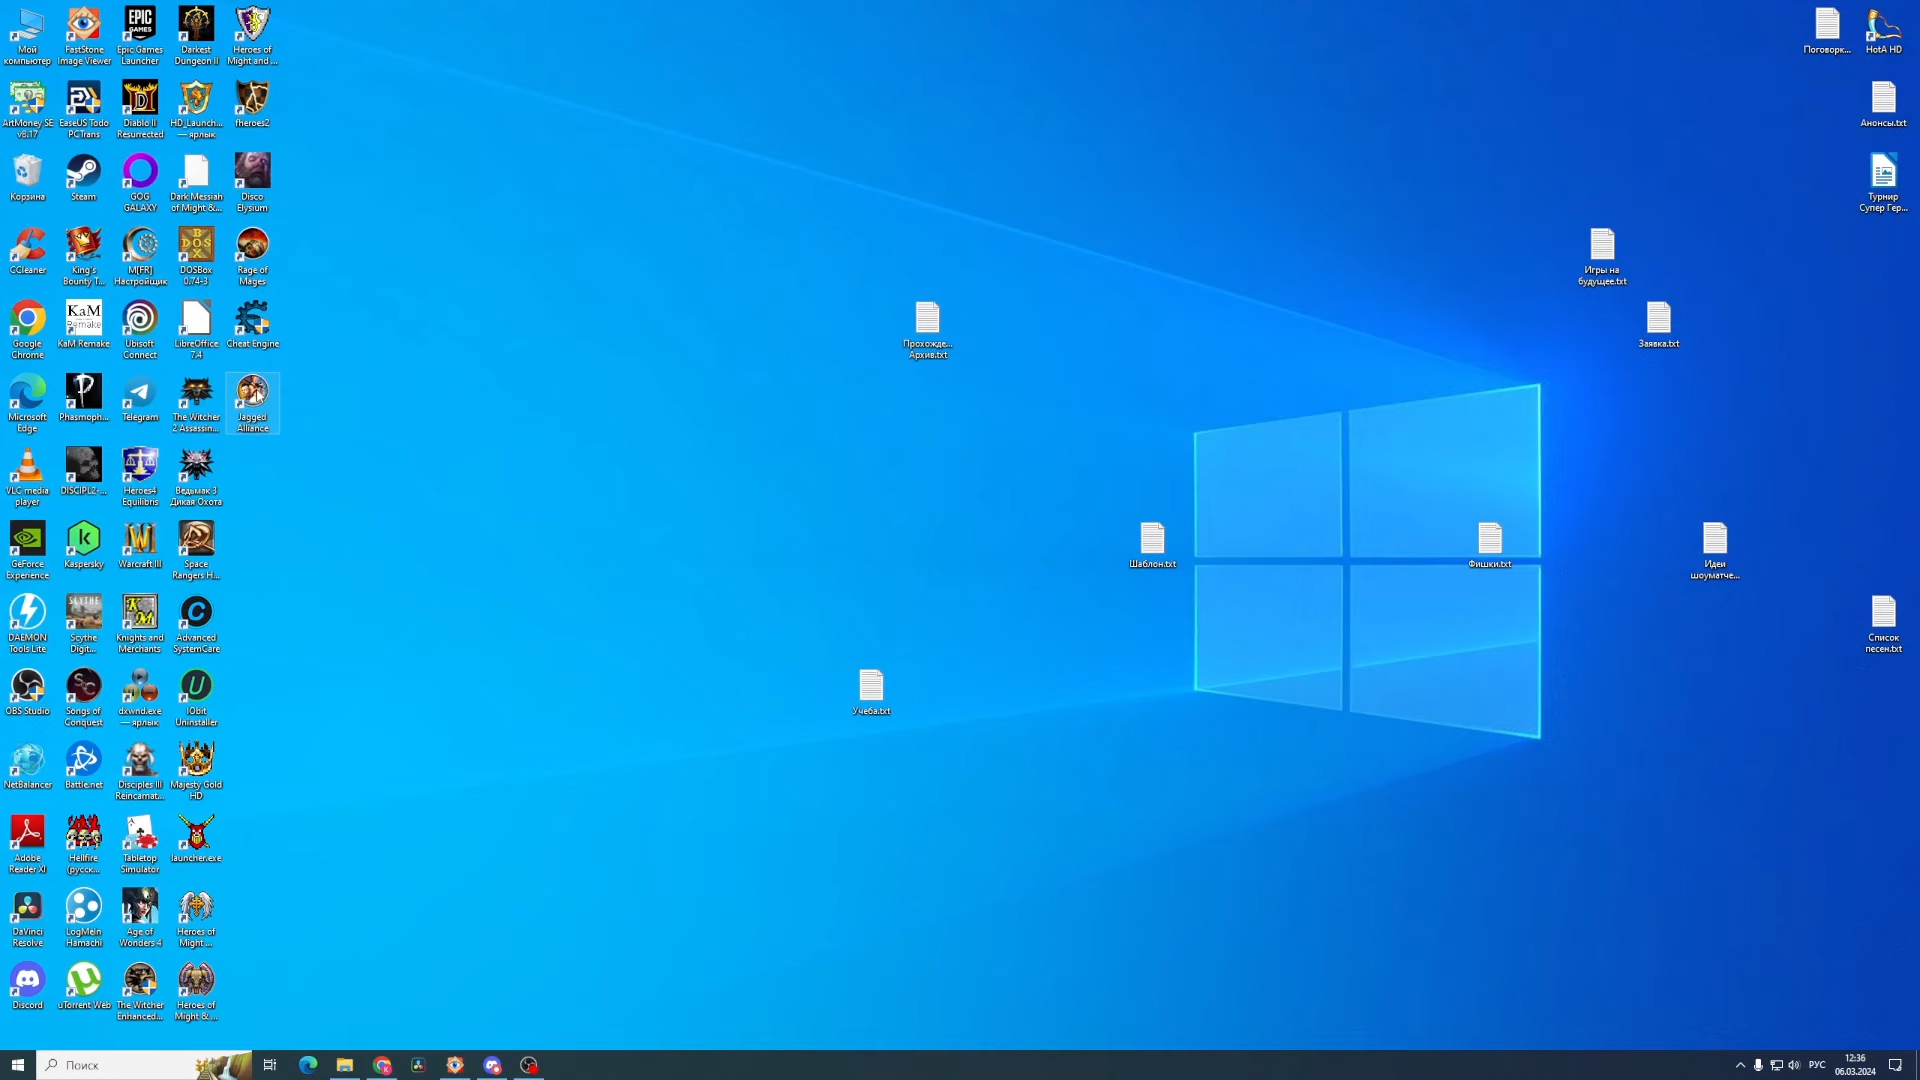 Мой
компьютер
FastStone
Image Viewer
EPIC
GAMES
Epic Games
Launcher
Darkest
Dungeon II
Heroes of
Might and ...
ArtMoney SE
v8.17
EaseUS Todo
PCTrans
Diablo II
Resurrected
HD_Launch...
— ярлык
fheroes2
Корзина
Steam
GOG
GALAXY
Dark Messiah
of Might &...
Disco
Elysium
CCleaner
King's
Bounty T...
M[FR]
Настройщик
DOS
BOX
DOSBox
0.74-3
Rage of
Mages
Google
Chrome
KaM
Remake
KaM Remake
Ubisoft
Connect
LibreOffice
7.4
Cheat Engine
Microsoft
Edge
Phasmoph...
Telegram
The Witcher
2 Assassin...
Jagged
Alliance
VLC media
player
DISCIPL2-...
Heroes4
Equilibris
Ведьмак 3
Дикая Охота
GeForce
Experience
Kaspersky
Warcraft III
Space
Rangers H...
DAEMON
Tools Lite
SCYTHE
Scythe
Digit...
Knights and
Merchants
Advanced
SystemCare
OBS Studio
Songs of
Conquest
dxwnd.exe
— ярлык
IObit
Uninstaller
NetBalancer
Battle.net
Disciples III
Reincarnat...
Majesty Gold
HD
Adobe
Reader XI
Hellfire
(русск...
Tabletop
Simulator
launcher.exe
DaVinci
Resolve
LogMeIn
Hamachi
Age of
Wonders 4
Heroes of
Might ...
Discord
uTorrent Web
The Witcher
Enhanced...
Heroes of
Might & ...
Прохожде...
Архив.txt
Учеба.txt
Шаблон.txt
Фишки.txt
Игры на
будущее.txt
Заявка.txt
Идеи
шоуматче...
Поговорк...
HotA HD
Анонсы.txt
Турнир
Супер Гер...
Список
песен.txt
Поиск
РУС
12:36
06.03.2024